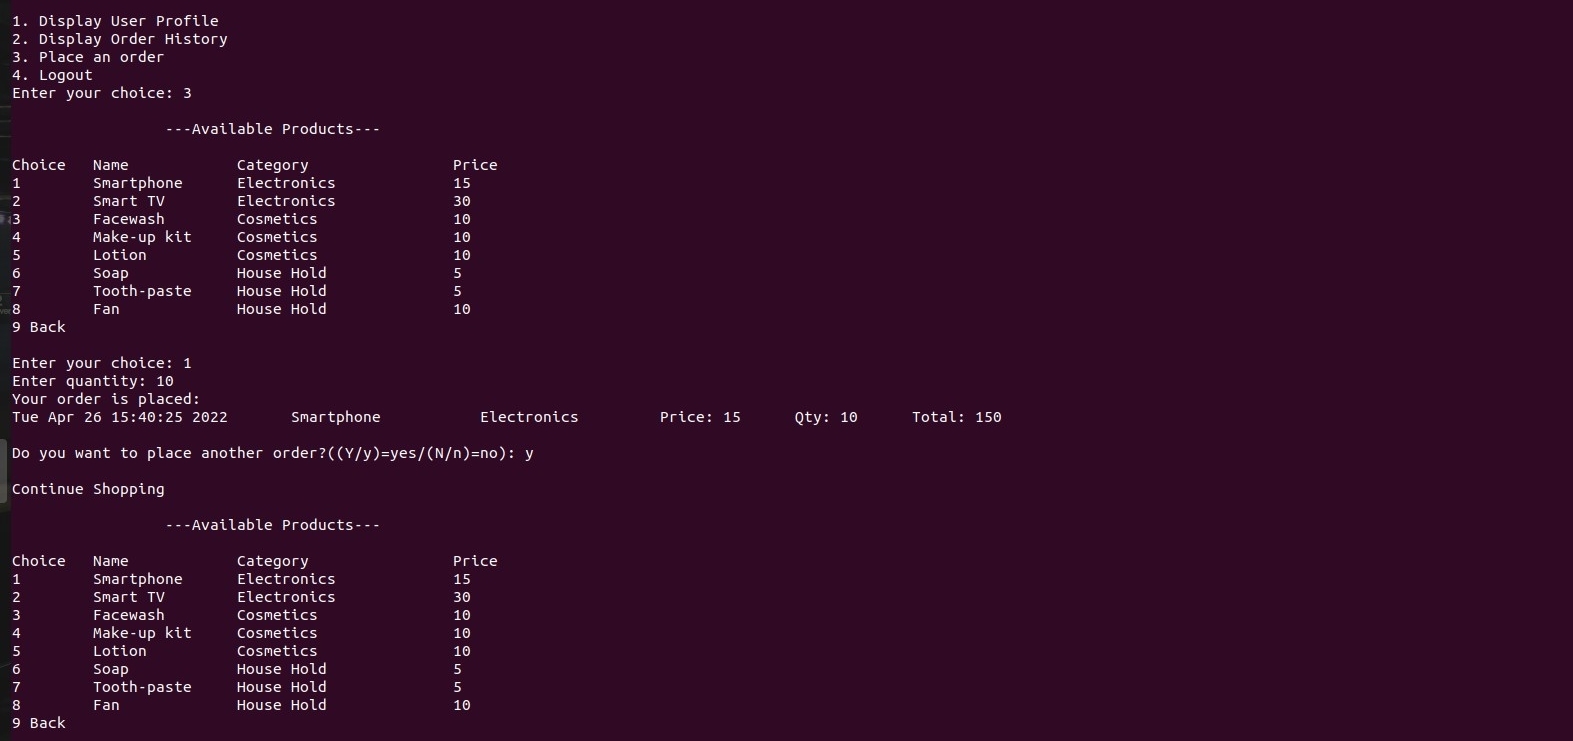 1. Display User Profile
2. Display Order History
3. Place an order
4. Logout
Enter your choice: 3
---Available Products---
Choice   Name            Category                Price
1        Smartphone      Electronics             15
2        Smart TV        Electronics             30
3        Facewash        Cosmetics               10
4        Make-up kit     Cosmetics               10
5        Lotion          Cosmetics               10
6        Soap            House Hold              5
7        Tooth-paste     House Hold              5
8        Fan             House Hold              10
9 Back
Enter your choice: 1
Enter quantity: 10
Your order is placed:
Tue Apr 26 15:40:25 2022       Smartphone           Electronics         Price: 15      Qty: 10      Total: 150
Do you want to place another order?((Y/y)=yes/(N/n)=no): y
Continue Shopping
---Available Products---
Choice   Name            Category                Price
1        Smartphone      Electronics             15
2        Smart TV        Electronics             30
3        Facewash        Cosmetics               10
4        Make-up kit     Cosmetics               10
5        Lotion          Cosmetics               10
6        Soap            House Hold              5
7        Tooth-paste     House Hold              5
8        Fan             House Hold              10
9 Back